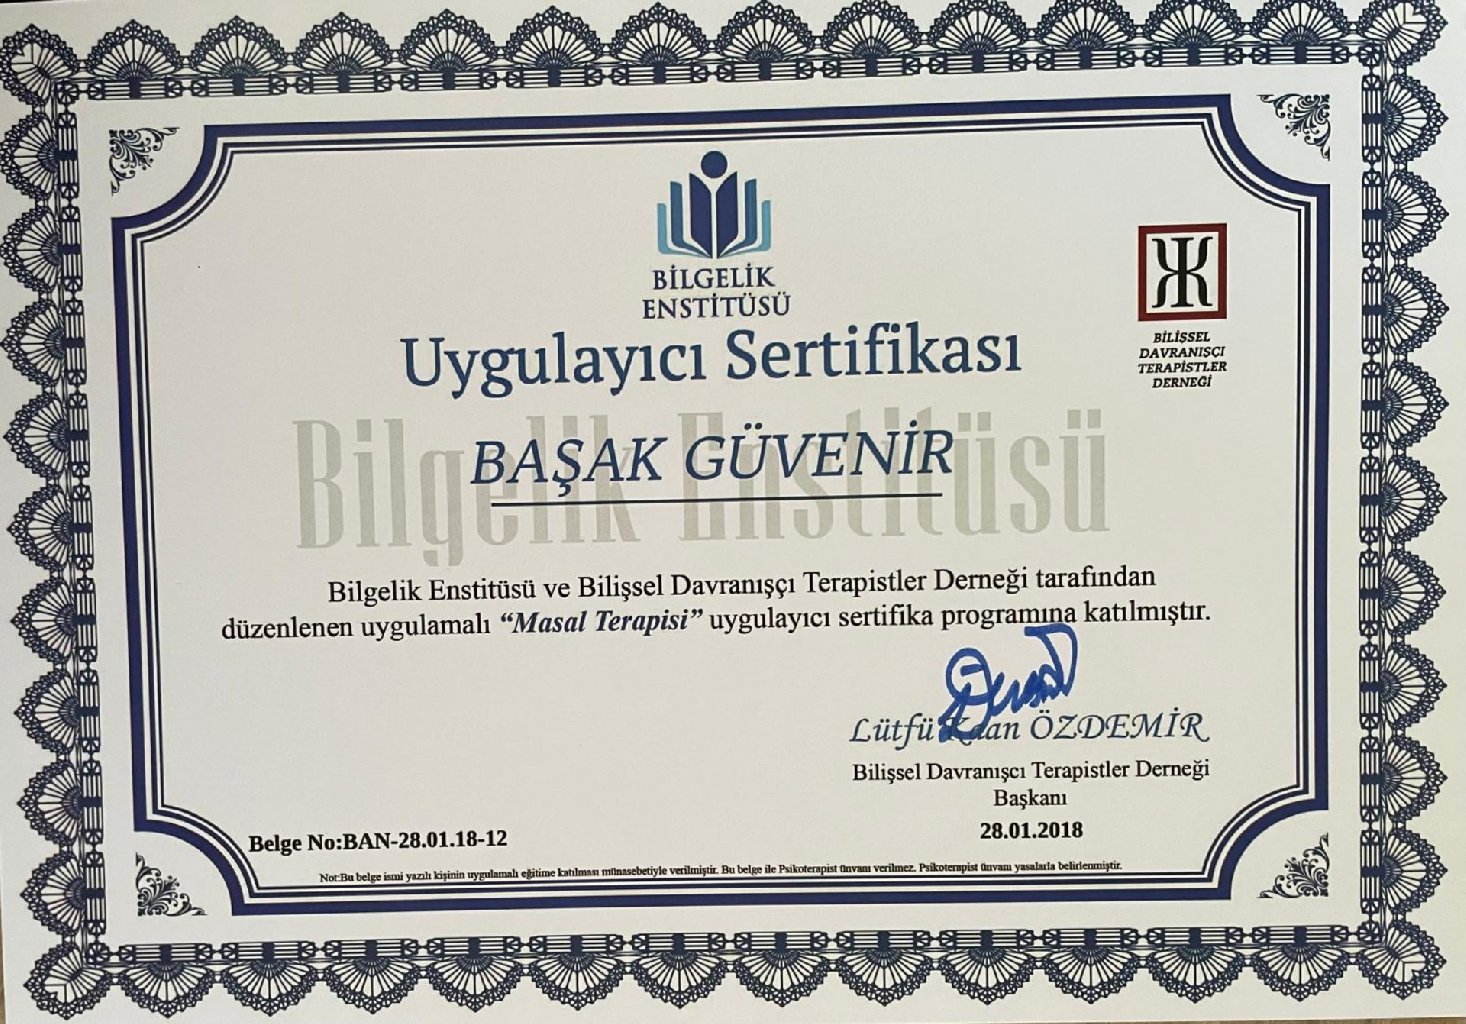 BİLGELİK
ENSTİTÜSÜ
BİLİŞSEL
DAVRANIŞÇI
TERAPİSTLER
DERNEĞİ
Uygulayıcı Sertifikası
Bilgelik Enstitüsü
BAŞAK GÜVENİR
Bilgelik Enstitüsü ve Bilişsel Davranışçı Terapistler Derneği tarafından
düzenlenen uygulamalı “Masal Terapisi” uygulayıcı sertifika programına katılmıştır.
Lütfü Kaan ÖZDEMİR
Bilişsel Davranışcı Terapistler Derneği
Başkanı
28.01.2018
Belge No:BAN-28.01.18-12
Not:Bu belge ismi yazılı kişinin uygulamalı eğitime katılması münasebetiyle verilmiştir. Bu belge ile Psikoterapist ünvanı verilmez. Psikoterapist ünvanı yasalarla belirlenmiştir.